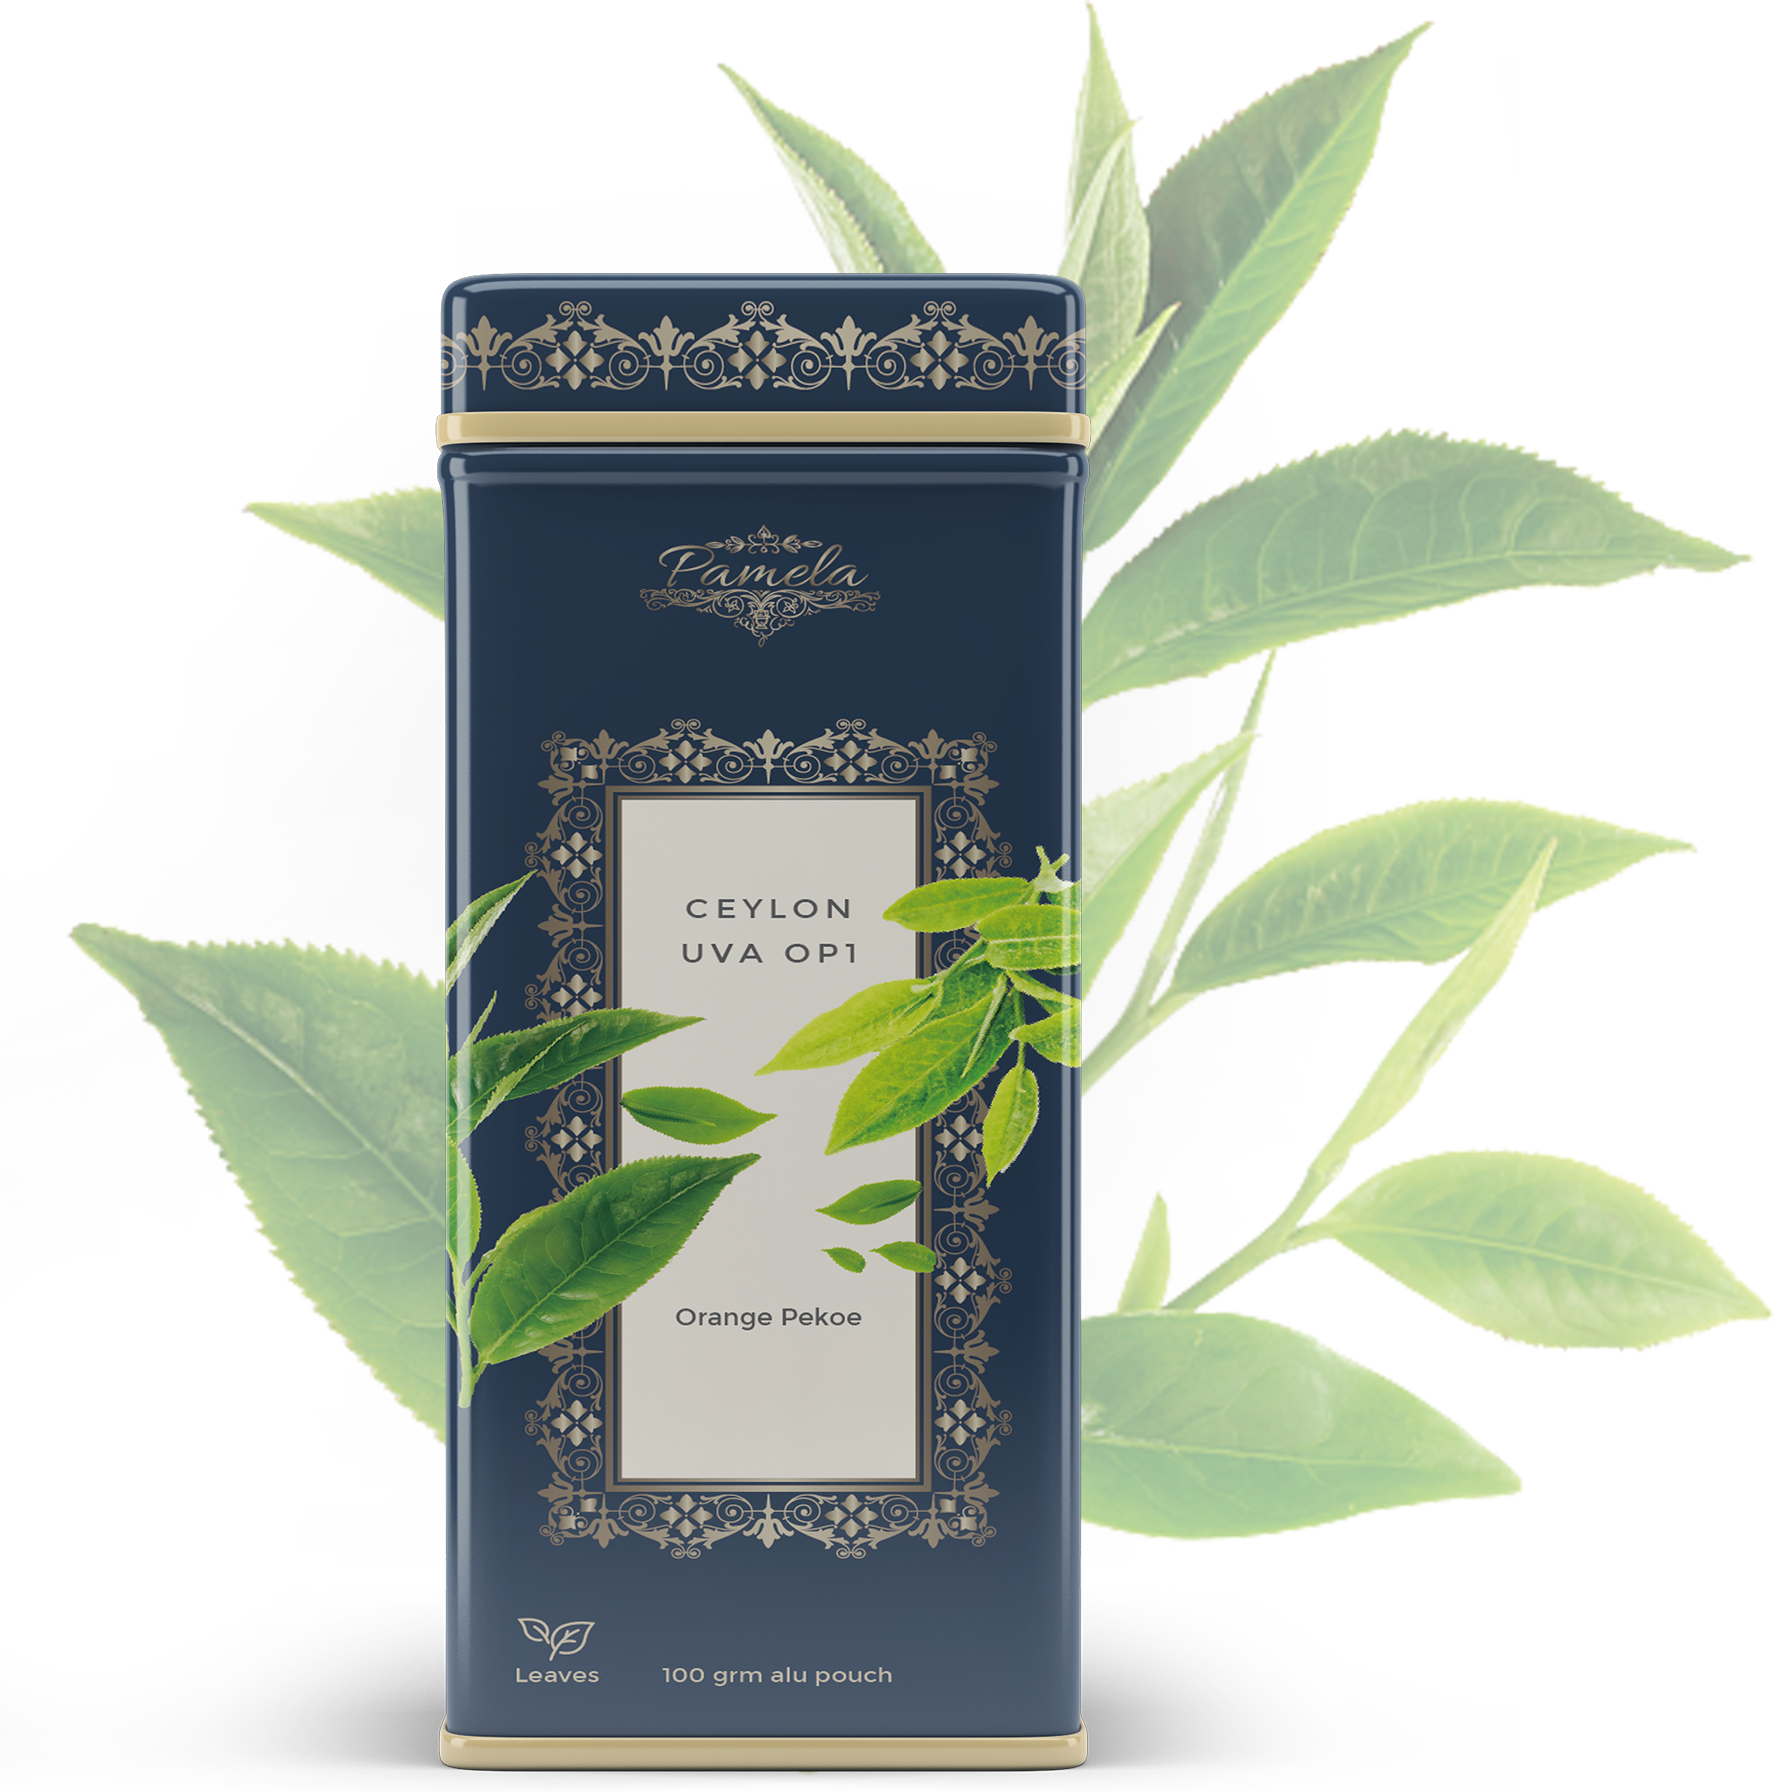 Pamela
CEYLON
UVA OP1
Orange Pekoe
Leaves
100 grm alu pouch